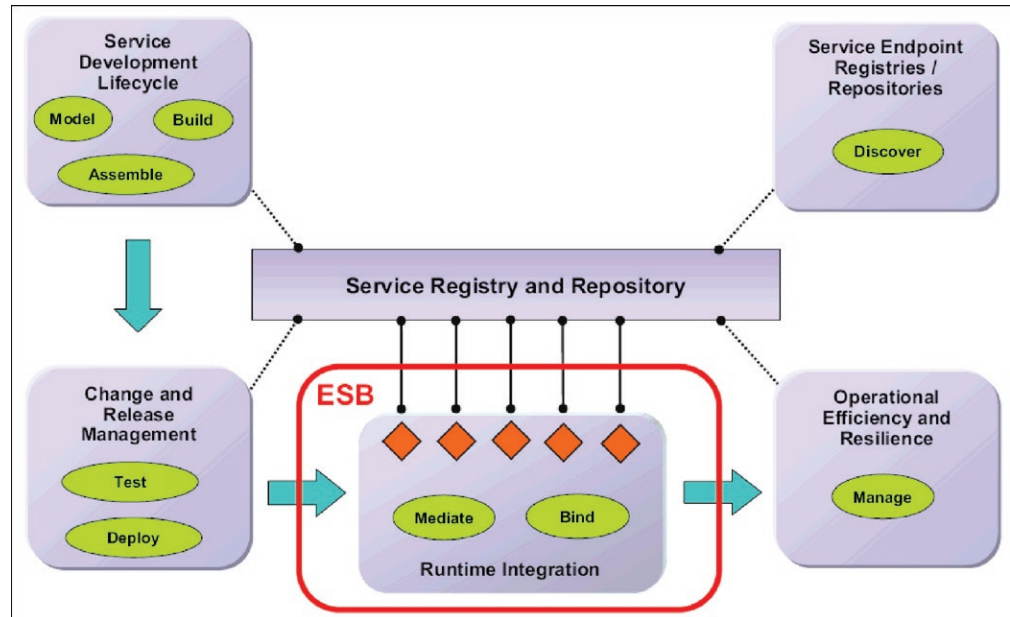 Service
Development
Lifecycle
Model
Build
Assemble
Service Endpoint
Registries /
Repositories
Discover
Service Registry and Repository
Change and
Release
Management
Test
Deploy
ESB
Mediate
Bind
Runtime Integration
Operational
Efficiency and
Resilience
Manage